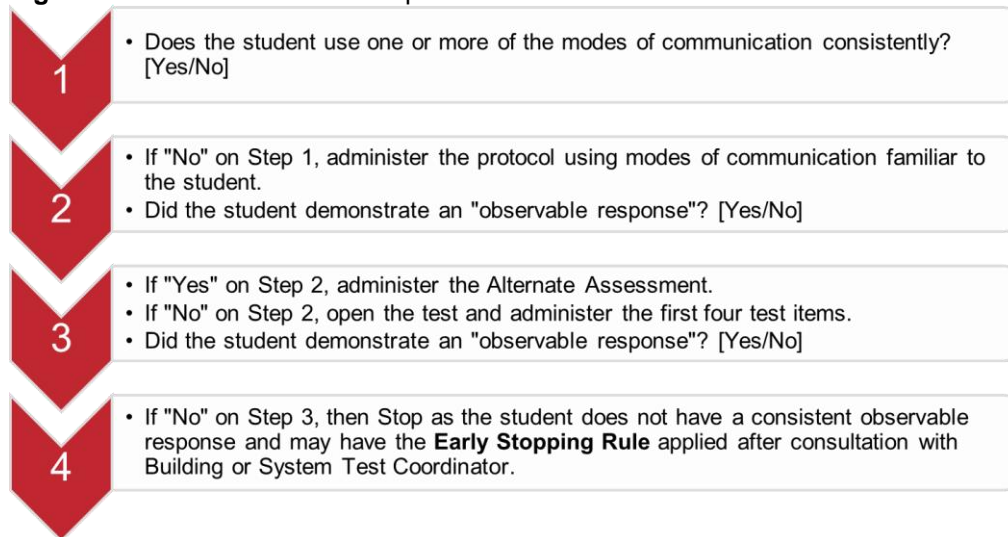 1
• Does the student use one or more of the modes of communication consistently?
[Yes/No]
2
• If "No" on Step 1, administer the protocol using modes of communication familiar to
the student.
• Did the student demonstrate an "observable response"? [Yes/No]
3
• If "Yes" on Step 2, administer the Alternate Assessment.
• If "No" on Step 2, open the test and administer the first four test items.
• Did the student demonstrate an "observable response"? [Yes/No]
4
• If "No" on Step 3, then Stop as the student does not have a consistent observable
response and may have the Early Stopping Rule applied after consultation with
Building or System Test Coordinator.